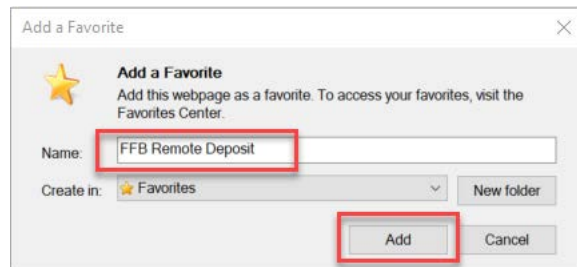 Add a Favorite
Add a Favorite
Add this webpage as a favorite. To access your favorites, visit the
Favorites Center.
Name: FFB Remote Deposit
Create in: Favorites New folder
Add Cancel